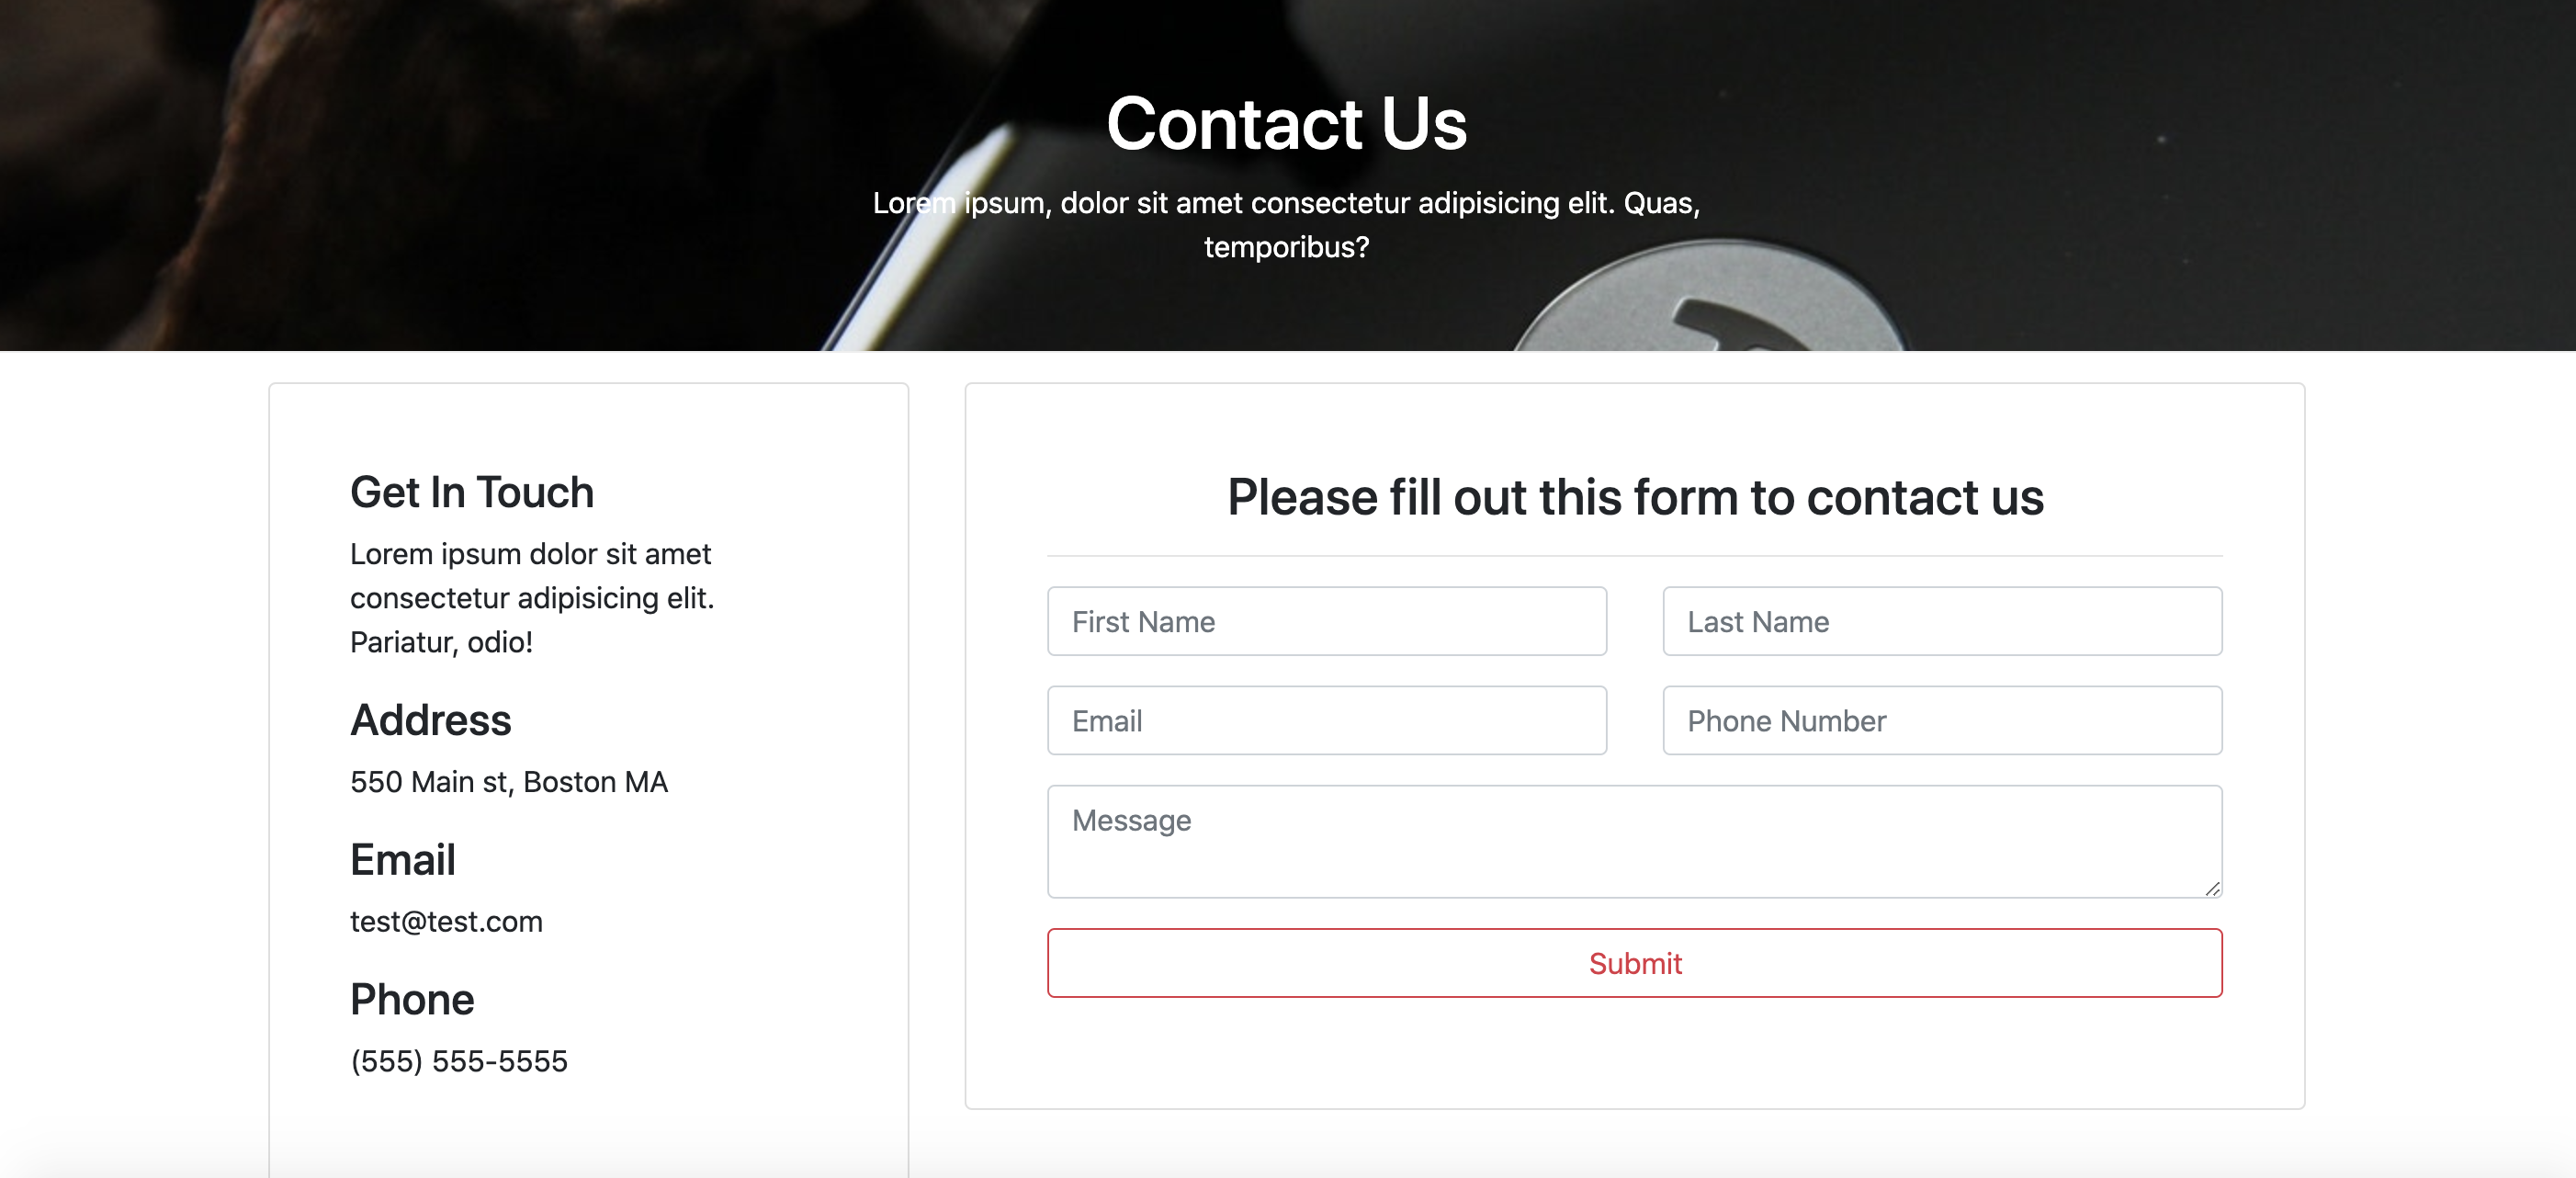 Contact Us
Lorem ipsum, dolor sit amet consectetur adipisicing elit. Quas,
temporibus?
Get In Touch
Lorem ipsum dolor sit amet
consectetur adipisicing elit.
Pariatur, odio!
Address
550 Main st, Boston MA
Email
test@test.com
Phone
(555) 555-5555
Please fill out this form to contact us
First Name
Last Name
Email
Phone Number
Message
Submit